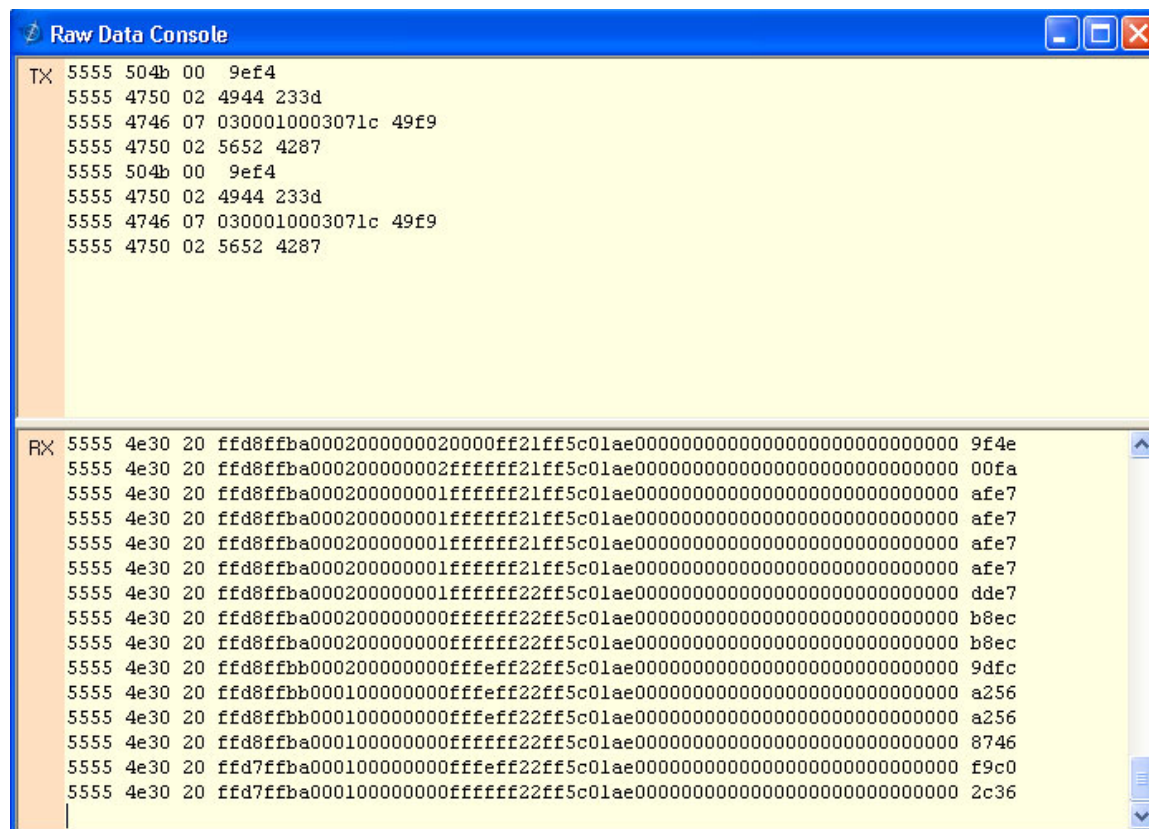 Raw Data Console
TX 5555 504b 00  9ef4
5555 4750 02 4944 233d
5555 4746 07 0300010003071c 49f9
5555 4750 02 5652 4287
5555 504b 00  9ef4
5555 4750 02 4944 233d
5555 4746 07 0300010003071c 49f9
5555 4750 02 5652 4287
RX 5555 4e30 20 ffd8ffba0002000000020000ff21ff5c01ae0000000000000000000000000000 9f4e
5555 4e30 20 ffd8ffba000200000002ffffff21ff5c01ae0000000000000000000000000000 00fa
5555 4e30 20 ffd8ffba000200000001ffffff21ff5c01ae0000000000000000000000000000 afe7
5555 4e30 20 ffd8ffba000200000001ffffff21ff5c01ae0000000000000000000000000000 afe7
5555 4e30 20 ffd8ffba000200000001ffffff21ff5c01ae0000000000000000000000000000 afe7
5555 4e30 20 ffd8ffba000200000001ffffff21ff5c01ae0000000000000000000000000000 afe7
5555 4e30 20 ffd8ffba000200000001ffffff22ff5c01ae0000000000000000000000000000 dde7
5555 4e30 20 ffd8ffba000200000000ffffff22ff5c01ae0000000000000000000000000000 b8ec
5555 4e30 20 ffd8ffba000200000000ffffff22ff5c01ae0000000000000000000000000000 b8ec
5555 4e30 20 ffd8ffbb000200000000fffeff22ff5c01ae0000000000000000000000000000 9dfc
5555 4e30 20 ffd8ffbb000100000000fffeff22ff5c01ae0000000000000000000000000000 a256
5555 4e30 20 ffd8ffbb000100000000fffeff22ff5c01ae0000000000000000000000000000 a256
5555 4e30 20 ffd8ffba000100000000ffffff22ff5c01ae0000000000000000000000000000 8746
5555 4e30 20 ffd7ffba000100000000fffeff22ff5c01ae0000000000000000000000000000 f9c0
5555 4e30 20 ffd7ffba000100000000ffffff22ff5c01ae0000000000000000000000000000 2c36